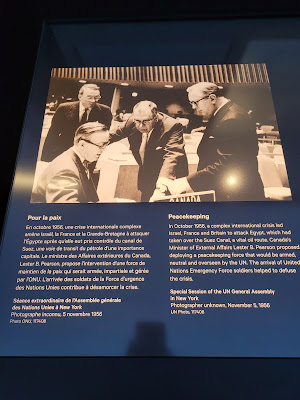 CANADA
Pour la paix
En octobre 1956, une crise internationale complexe
amène Israël, la France et la Grande-Bretagne à attaquer
l'Égypte après qu'elle eut pris contrôle du canal de
Suez, une voie de transit du pétrole d'une importance
capitale. Le ministre des Affaires extérieures du Canada,
Lester B. Pearson, propose l'intervention d'une force de
maintien de la paix qui serait armée, impartiale et gérée
par l'ONU. L'arrivée des soldats de la Force d'urgence
des Nations Unies contribue à désamorcer la crise.
Séance extraordinaire de l'Assemblée générale
des Nations Unies à New York
Photographe inconnu, 5 novembre 1956
Photo ONU, 117408
Peacekeeping
In October 1956, a complex international crisis led
Israel, France and Britain to attack Egypt, which had
taken over the Suez Canal, a vital oil route. Canada's
Minister of External Affairs Lester B. Pearson proposed
deploying a peacekeeping force that would be armed,
neutral and overseen by the UN. The arrival of United
Nations Emergency Force soldiers helped to defuse
the crisis.
Special Session of the UN General Assembly
in New York
Photographer unknown, November 5, 1956
UN Photo, 117408